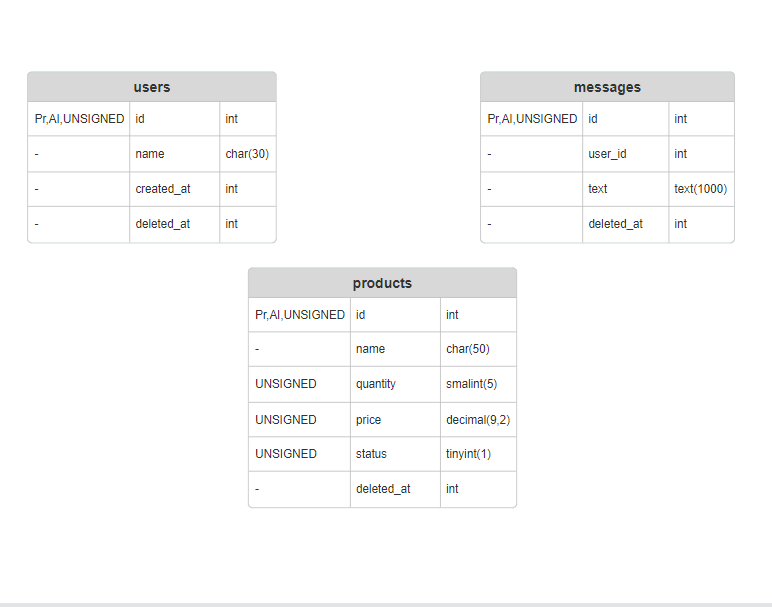 users
Pr,AI,UNSIGNED id int
- name char(30)
- created_at int
- deleted_at int
messages
Pr,AI,UNSIGNED id int
- user_id int
- text text(1000)
- deleted_at int
products
Pr,AI,UNSIGNED id int
- name char(50)
UNSIGNED quantity smalint(5)
UNSIGNED price decimal(9,2)
UNSIGNED status tinyint(1)
- deleted_at int